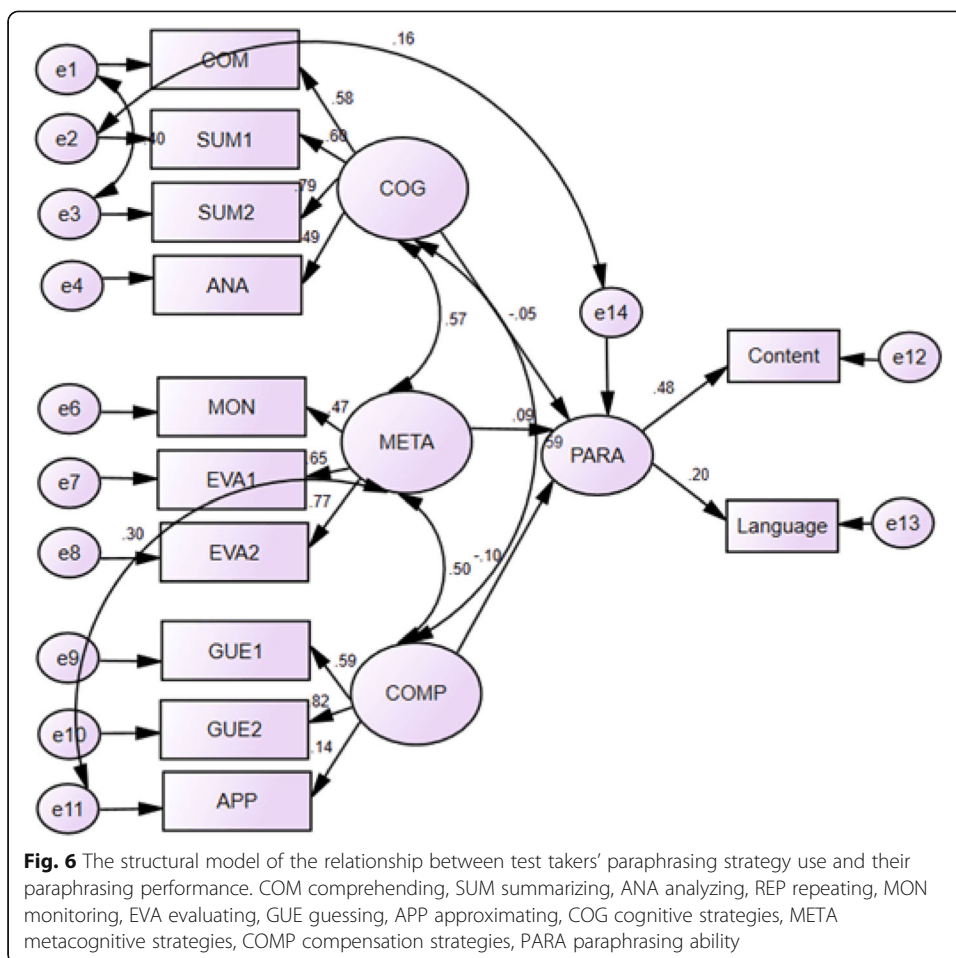 .16
e1 COM
.58
e2 .40 SUM1 .60
COG
.79
e3 SUM2
.49
e4 ANA
.57 -.05 e14
Content e12
.48
e6 MON .47
META .09
.59 PARA
e7 EVA1 .65
.20
.77
Language e13
.30
e8 EVA2
.50 -.10
e9 GUE1 .59
COMP
.82
e10 GUE2
.14
e11 APP
Fig. 6 The structural model of the relationship between test takers’ paraphrasing strategy use and their
paraphrasing performance. COM comprehending, SUM summarizing, ANA analyzing, REP repeating, MON
monitoring, EVA evaluating, GUE guessing, APP approximating, COG cognitive strategies, META
metacognitive strategies, COMP compensation strategies, PARA paraphrasing ability